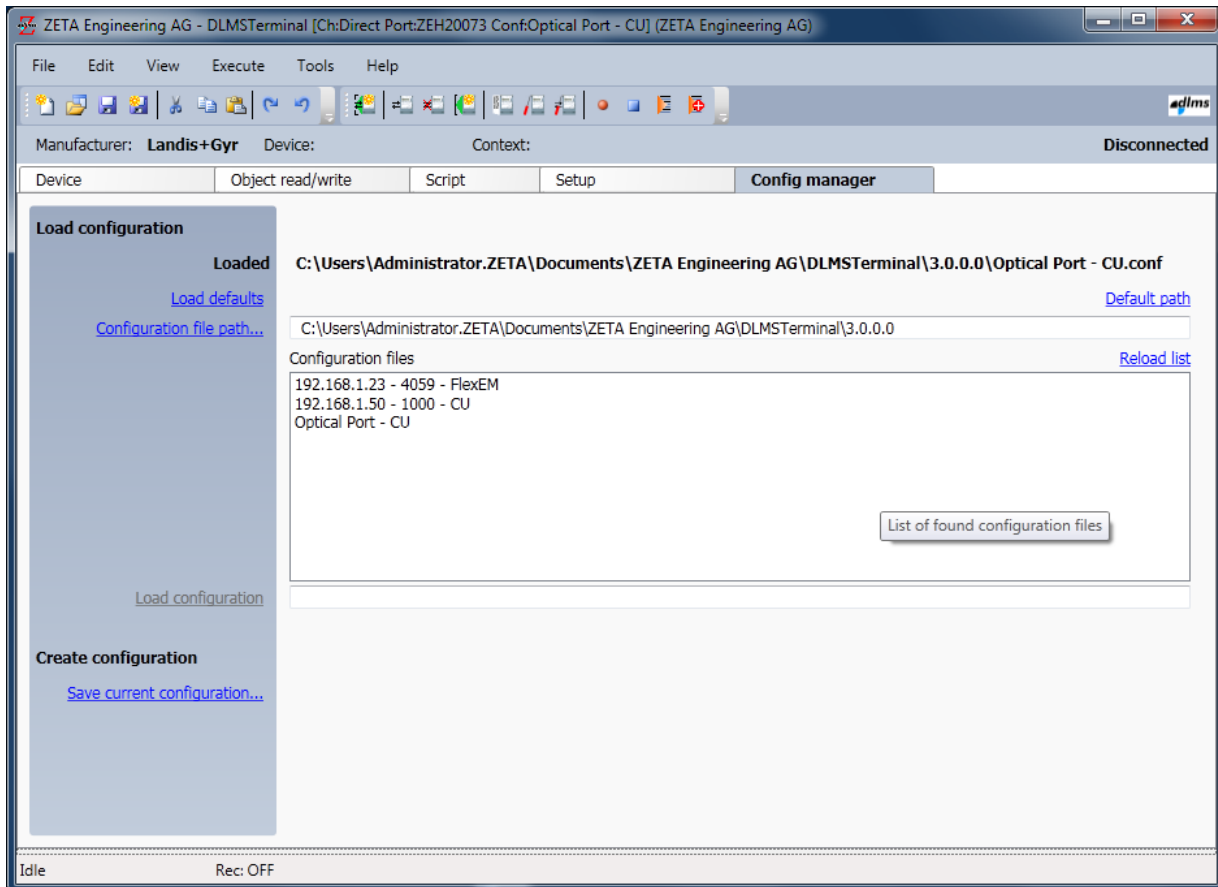 ZETA Engineering AG - DLMSTerminal [Ch:Direct Port:ZEH20073 Conf:Optical Port - CU] (ZETA Engineering AG)
File Edit View Execute Tools Help
dlms
Manufacturer: Landis+Gyr Device: Context: Disconnected
Device Object read/write Script Setup Config manager
Load configuration
Loaded C:\Users\Administrator.ZETA\Documents\ZETA Engineering AG\DLMSTerminal\3.0.0.0\Optical Port - CU.conf
Load defaults Default path
Configuration file path... C:\Users\Administrator.ZETA\Documents\ZETA Engineering AG\DLMSTerminal\3.0.0.0
Configuration files Reload list
192.168.1.23 - 4059 - FlexEM
192.168.1.50 - 1000 - CU
Optical Port - CU
List of found configuration files
Load configuration
Create configuration
Save current configuration...
Idle Rec: OFF